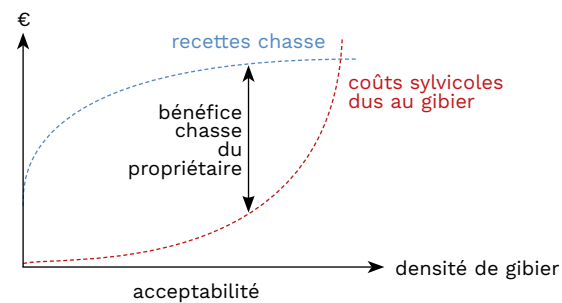 €
recettes chasse
coûts sylvicoles
dus au gibier
bénéfice
chasse
du
propriétaire
densité de gibier
acceptabilité